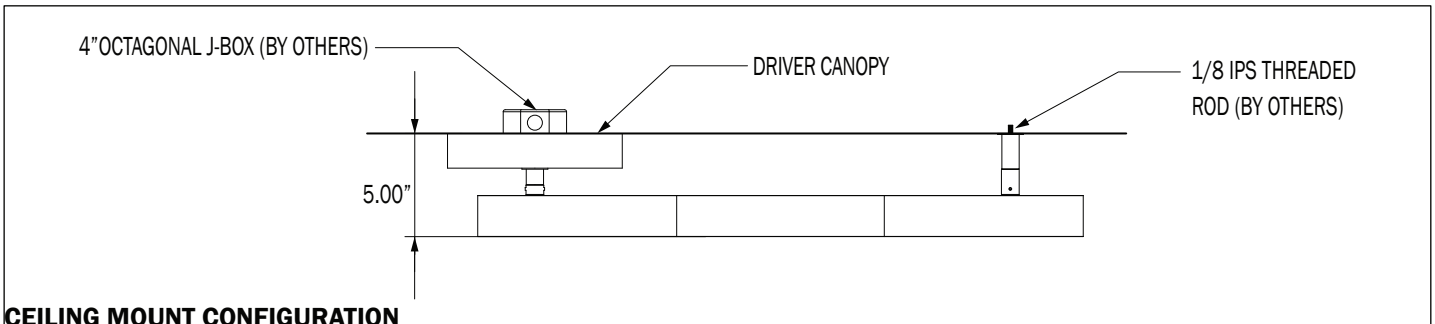 4"OCTAGONAL J-BOX (BY OTHERS)
DRIVER CANOPY
1/8 IPS THREADED
ROD (BY OTHERS)
5.00"
CEILING MOUNT CONFIGURATION